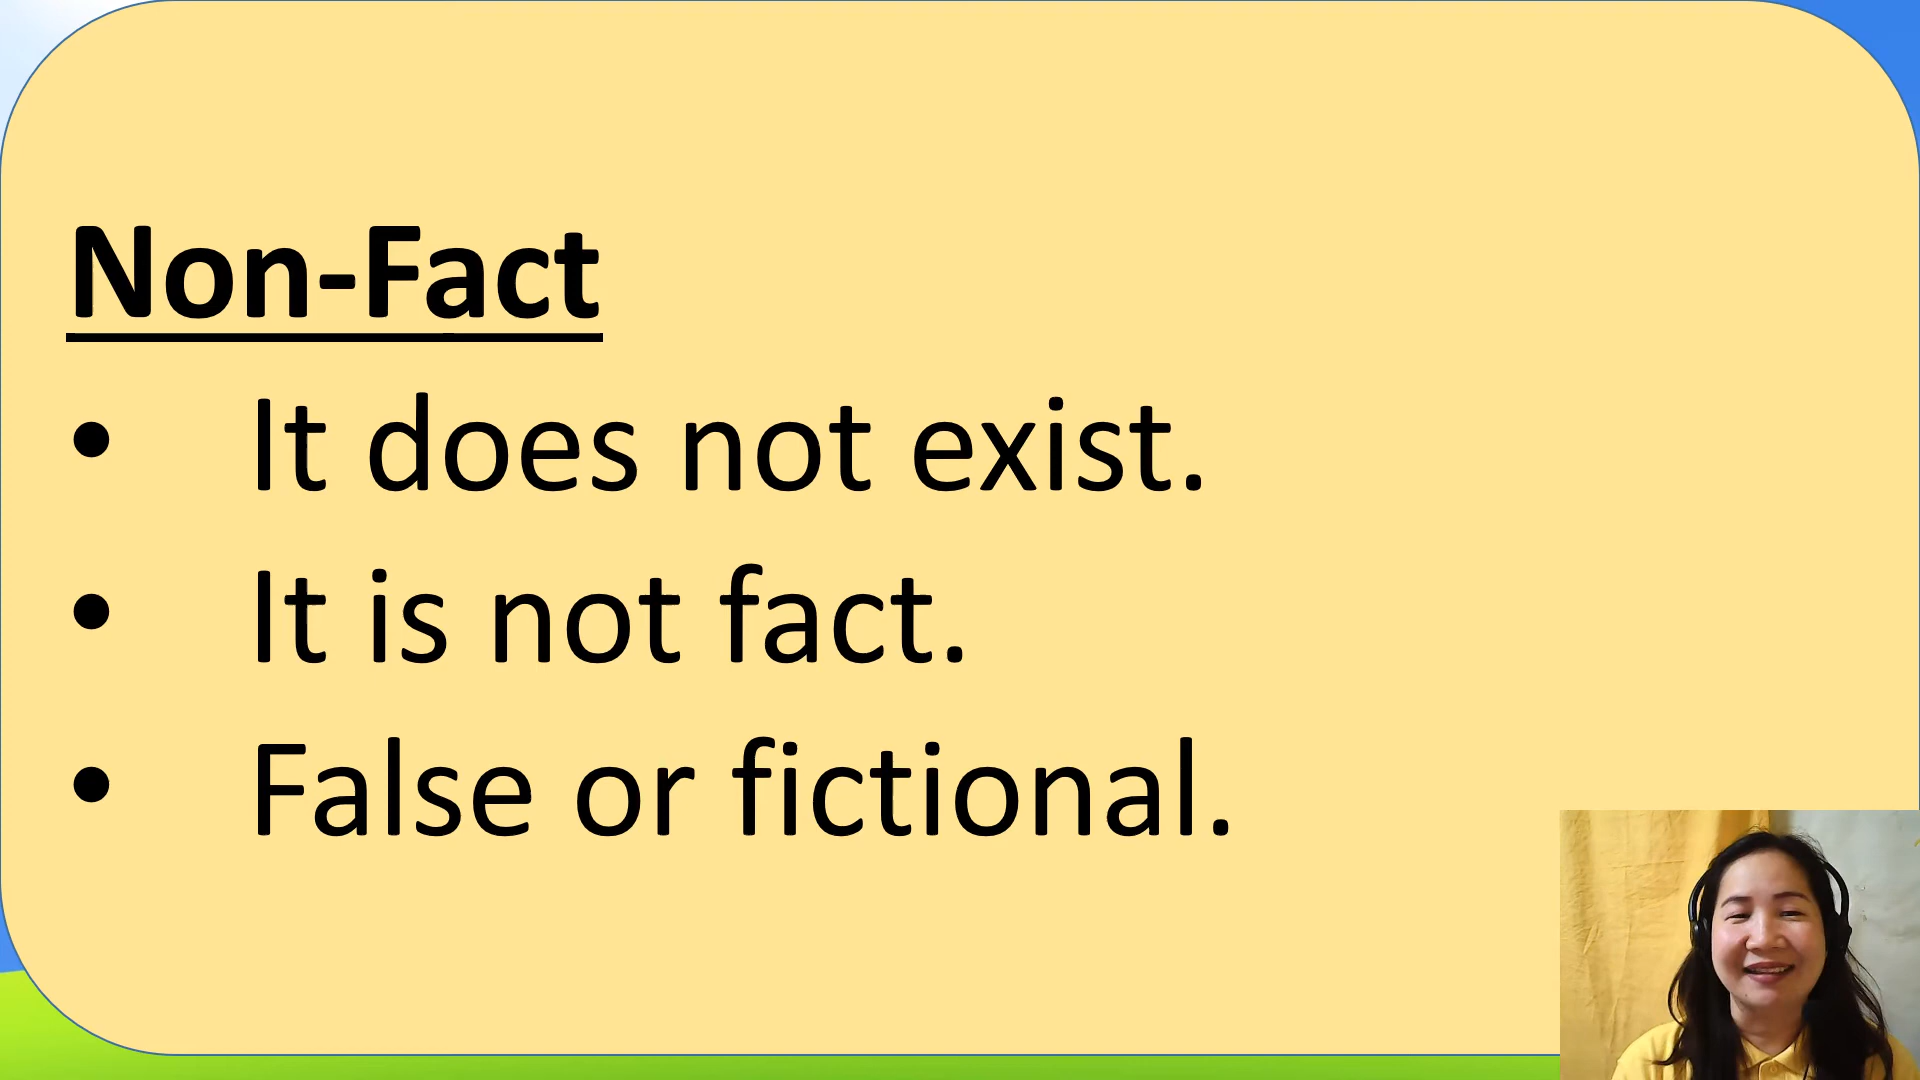 Non-Fact
• It does not exist.
• It is not fact.
• False or fictional.